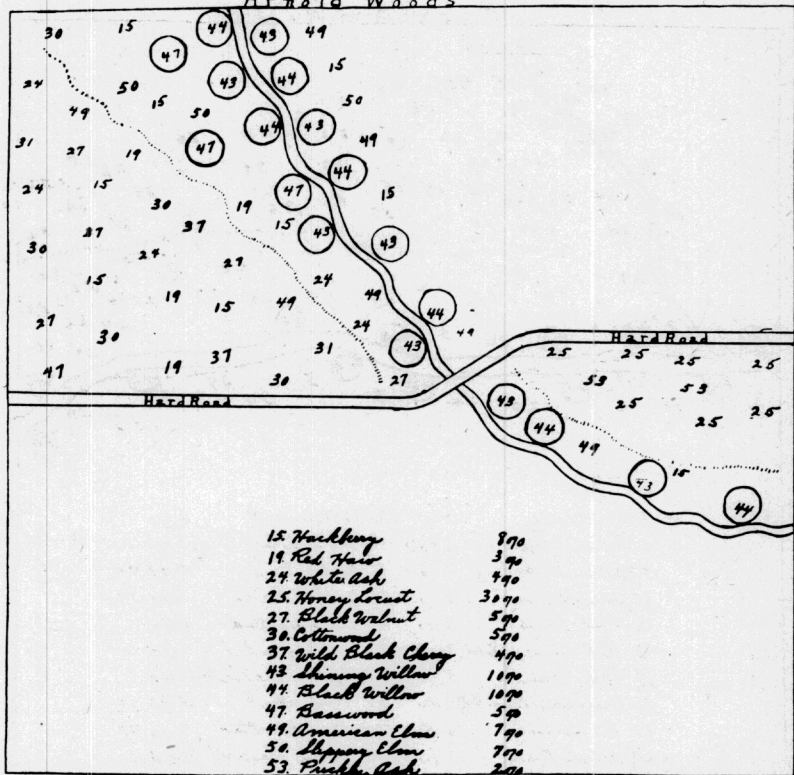 Arnold Woods
30 15 44 43 49
47
24 50 43 44 15
49 15 50 44 43 50
31 27 19 47 44 49
24 15 30 19 47 15
37 37 15 43 43
30 24 27
15 19 15 49 24 49 44
27 30 24 43 49
47 19 37 31 30 27
Hard Road
Hard Road
25 25 25 25
53 53
43 25 25 25
44 49
43 15
44
15. Hackberry 8%
19. Red Haw 3%
24. White Ash 4%
25. Honey Locust 30%
27. Black Walnut 5%
30. Cottonwood 5%
37. Wild Black Cherry 4%
43 Shining Willow 10%
44. Black Willow 10%
47. Basswood 5%
49. American Elm 7%
50. Slippery Elm 7%
53. Prickly Ash 2%